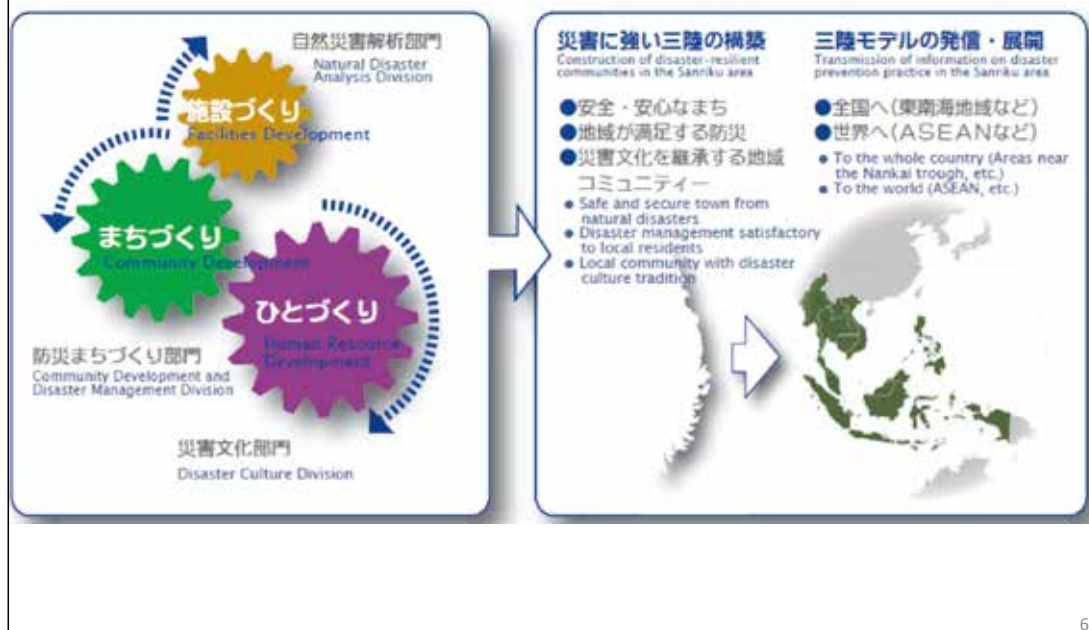 自然災害解析部門
Natural Disaster
Analysis Division
施設づくり
Facilities Development
まちづくり
Community Development
ひとづくり
Human Resource
Development
防災まちづくり部門
Community Development and
Disaster Management Division
災害文化部門
Disaster Culture Division
災害に強い三陸の構築
Construction of disaster-resilient
communities in the Sanriku area
●安全・安心なまち
●地域が満足する防災
●災害文化を継承する地域
コミュニティー
● Safe and secure town from
natural disasters
● Disaster management satisfactory
to local residents
● Local community with disaster
culture tradition
三陸モデルの発信・展開
Transmission of information on disaster
prevention practice in the Sanriku area
●全国へ(東南海地域など)
●世界へ(ASEANなど)
● To the whole country (Areas near
the Nankai trough, etc.)
● To the world (ASEAN, etc.)
6